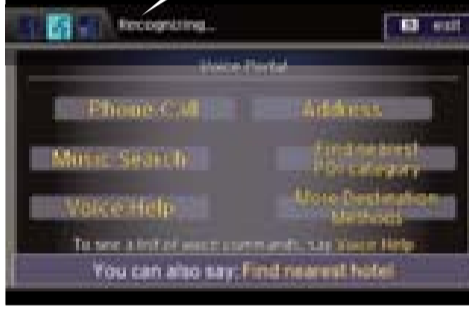 Recognizing...
exit
Voice Portal
Phone Call
Address
Music Search
Find nearest
POI category
Voice Help
More Destination
Methods
To see a list of voice commands, say Voice Help
You can also say: Find nearest hotel